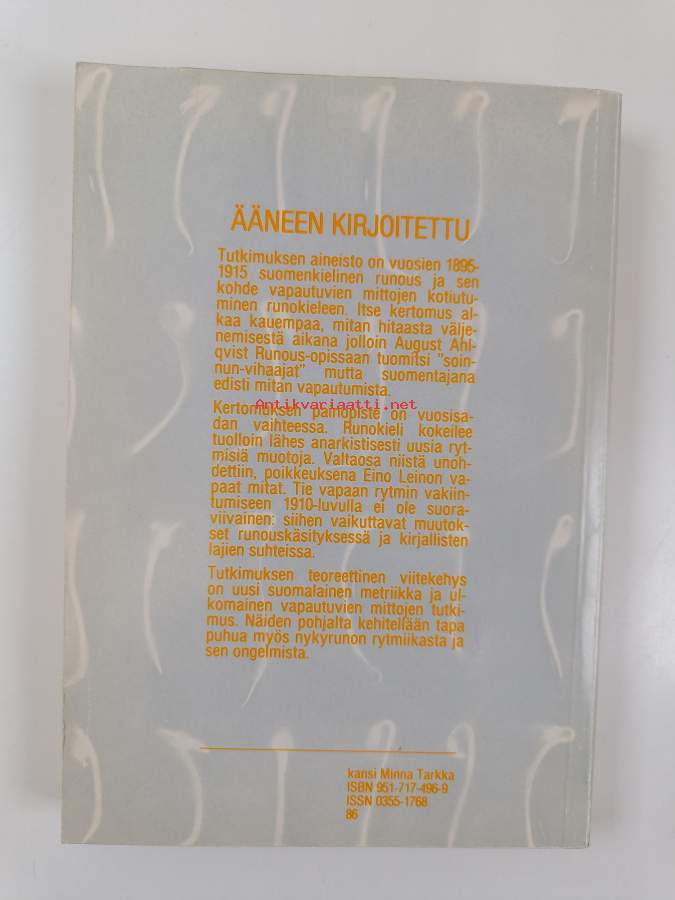 ÄÄNEEN KIRJOITETTU
Tutkimuksen aineisto on vuosien 1895-
1915 suomenkielinen runous ja sen
kohde vapautuvien mittojen kotiutu-
minen runokieleen. Itse kertomus al-
kaa kauempaa, mitan hitaasta välje-
nemisestä aikana jolloin August Ahl-
qvist Runous-opissaan tuomitsi "soin-
nun-vihaajat" mutta suomentajana
edisti mitan vapautumista.
Antikvariaatti.net
Kertomuksen painopiste on vuosisa-
dan vaihteessa. Runokieli kokeilee
tuolloin lähes anarkistisesti uusia ryt-
misiä muotoja. Valtaosa niistä unoh-
dettiin, poikkeuksena Eino Leinon va-
paat mitat. Tie vapaan rytmin vakiin-
tumiseen 1910-luvulla ei ole suora-
viivainen: siihen vaikuttavat muutok-
set runouskäsityksessä ja kirjallisten
lajien suhteissa.
Tutkimuksen teoreettinen viitekehys
on uusi suomalainen metriikka ja ul-
komainen vapautuvien mittojen tutki-
mus. Näiden pohjalta kehitellään tapa
puhua myös nykyrunon rytmiikasta ja
sen ongelmista.
kansi Minna Tarkka
ISBN 951-717-496-9
ISSN 0355-1768
86